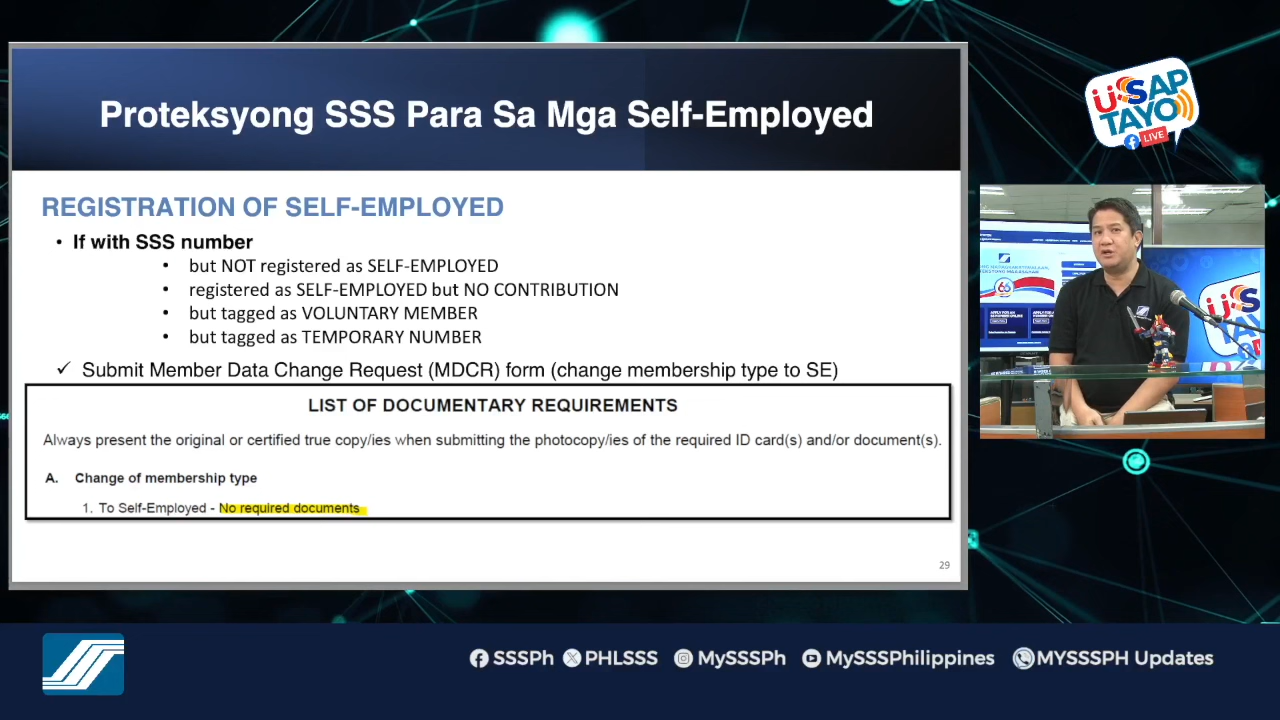 Proteksyong SSS Para Sa Mga Self-Employed
REGISTRATION OF SELF-EMPLOYED
• If with SSS number
• but NOT registered as SELF-EMPLOYED
• registered as SELF-EMPLOYED but NO CONTRIBUTION
• but tagged as VOLUNTARY MEMBER
• but tagged as TEMPORARY NUMBER
✓ Submit Member Data Change Request (MDCR) form (change membership type to SE)
LIST OF DOCUMENTARY REQUIREMENTS
Always present the original or certified true copy/ies when submitting the photocopy/ies of the required ID card(s) and/or document(s).
A. Change of membership type
1. To Self-Employed - No required documents
29
USAP
TAYO
LIVE
SSSPh PHLSSS MySSSPh MySSSPhilippines MYSSSPH Updates